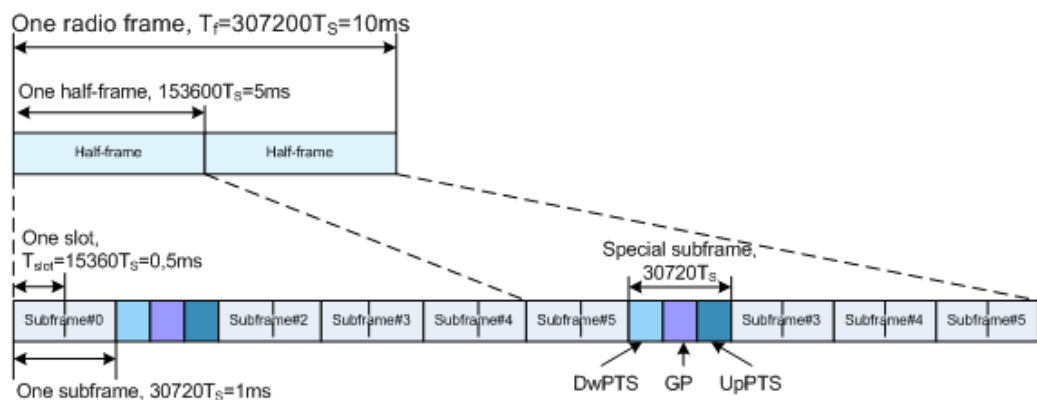 One radio frame, Tf=307200TS=10ms
One half-frame, 153600TS=5ms
Half-frame Half-frame
One slot,
Tslot=15360TS=0,5ms
Special subframe,
30720TS
Subframe#0 Subframe#2 Subframe#3 Subframe#4 Subframe#5 Subframe#3 Subframe#4 Subframe#5
DwPTS GP UpPTS
One subframe, 30720TS=1ms